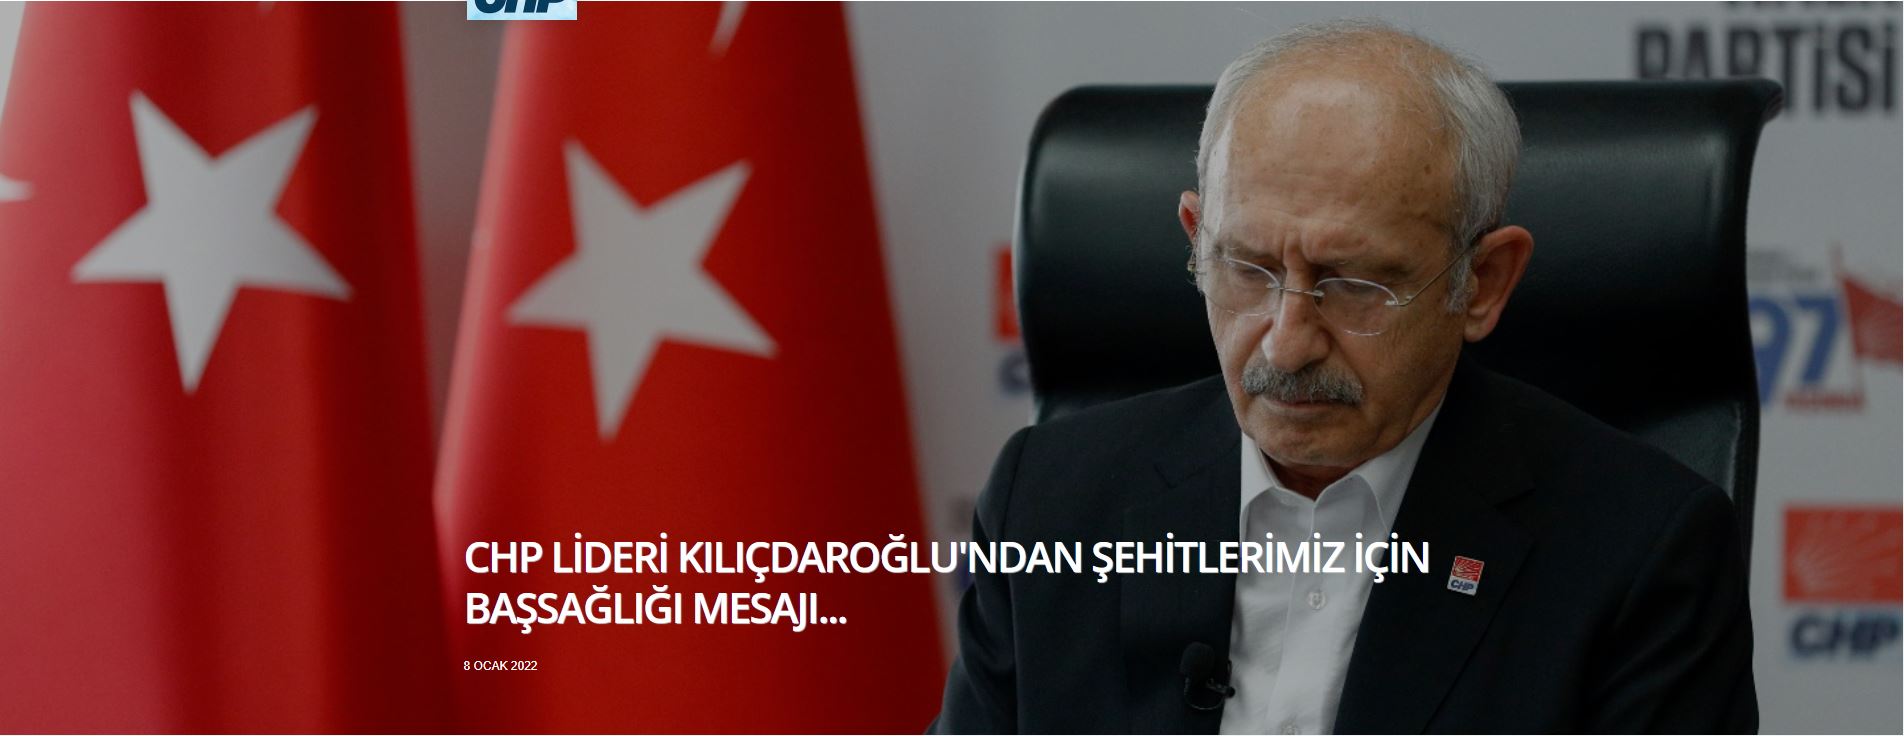 CHP
PARTİSİ
97
CHP LİDERİ KILIÇDAROĞLU'NDAN ŞEHİTLERİMİZ İÇİN
BAŞSAĞLIĞI MESAJI...
CHP
CHP
8 OCAK 2022